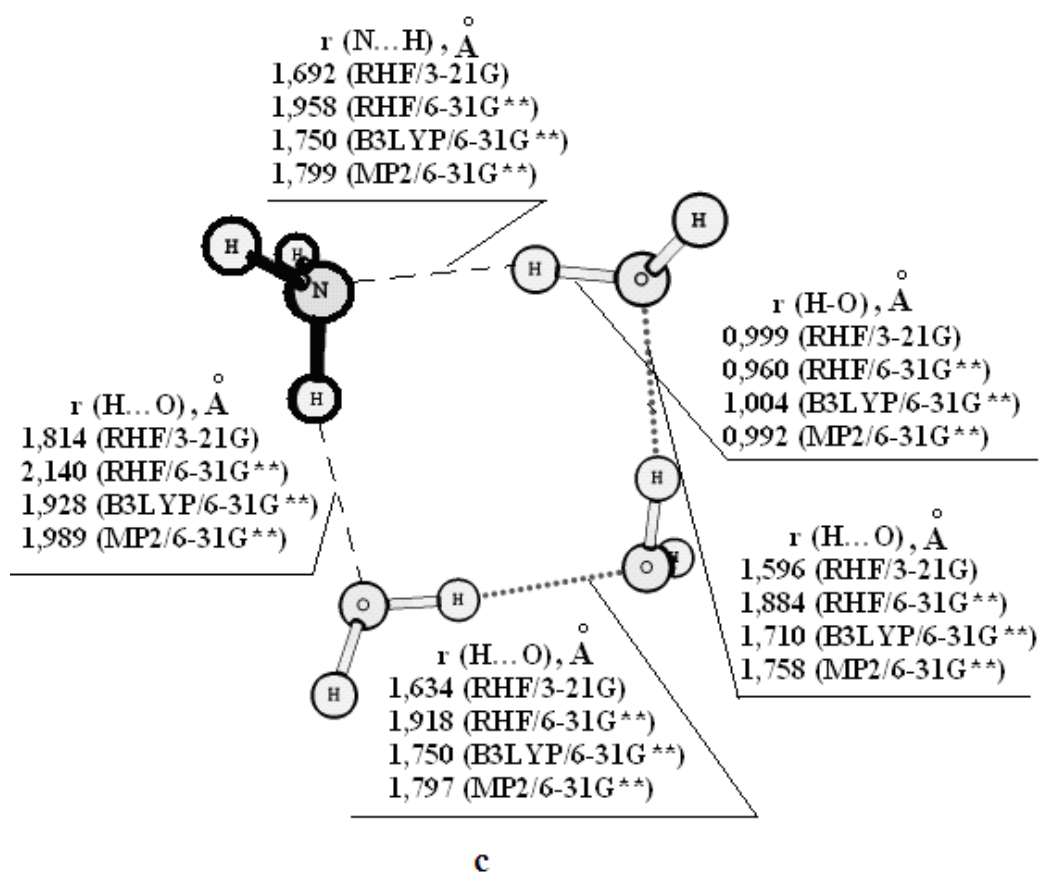 r (N...H) , Å
1,692 (RHF/3-21G)
1,958 (RHF/6-31G**)
1,750 (B3LYP/6-31G**)
1,799 (MP2/6-31G**)
H
H
N
H
H
O
H
r (H-O) , Å
0,999 (RHF/3-21G)
0,960 (RHF/6-31G**)
1,004 (B3LYP/6-31G**)
0,992 (MP2/6-31G**)
r (H...O) , Å
1,814 (RHF/3-21G)
2,140 (RHF/6-31G**)
1,928 (B3LYP/6-31G**)
1,989 (MP2/6-31G**)
H
O
H
r (H...O) , Å
1,596 (RHF/3-21G)
1,884 (RHF/6-31G**)
1,710 (B3LYP/6-31G**)
1,758 (MP2/6-31G**)
O
H
H
r (H...O) , Å
1,634 (RHF/3-21G)
1,918 (RHF/6-31G**)
1,750 (B3LYP/6-31G**)
1,797 (MP2/6-31G**)
c